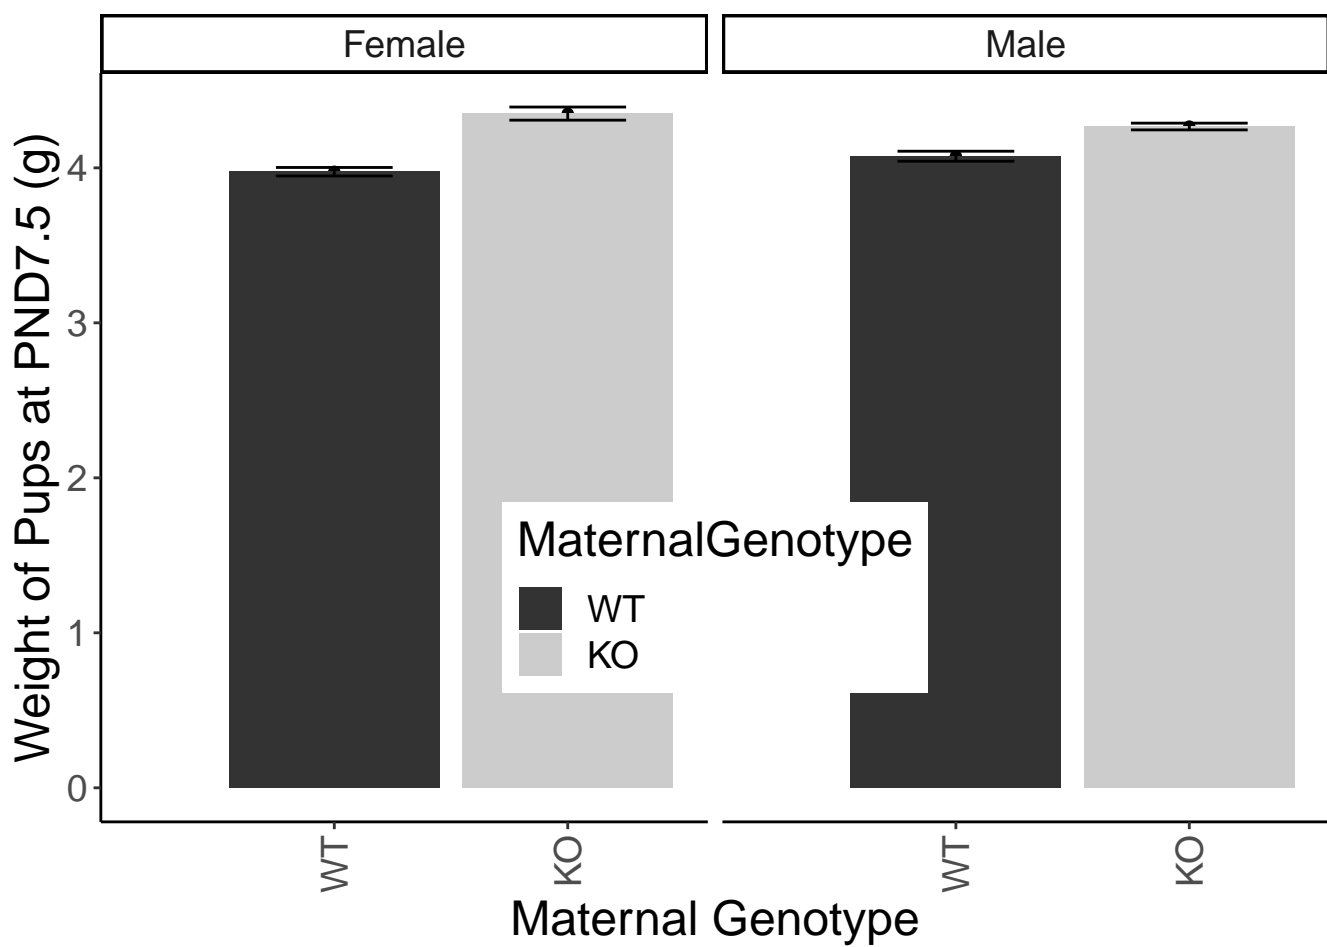 Female
Male
Weight of Pups at PND7.5 (g)
4
3
2
1
0
MaternalGenotype
WT
KO
WT
KO
WT
KO
Maternal Genotype